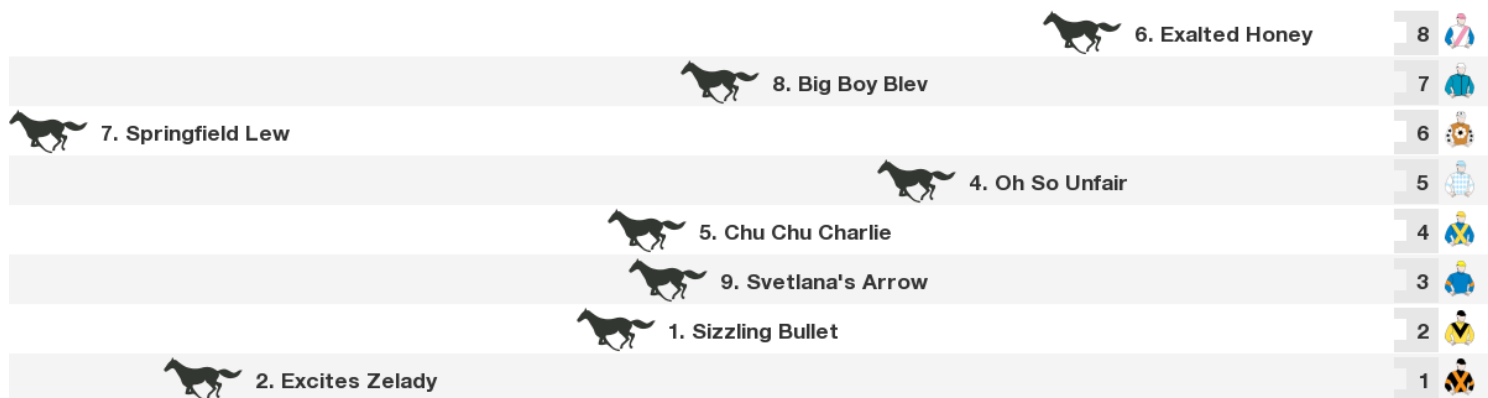 6. Exalted Honey 8
8. Big Boy Blev 7
7. Springfield Lew 6
4. Oh So Unfair 5
5. Chu Chu Charlie 4
9. Svetlana's Arrow 3
1. Sizzling Bullet 2
2. Excites Zelady 1